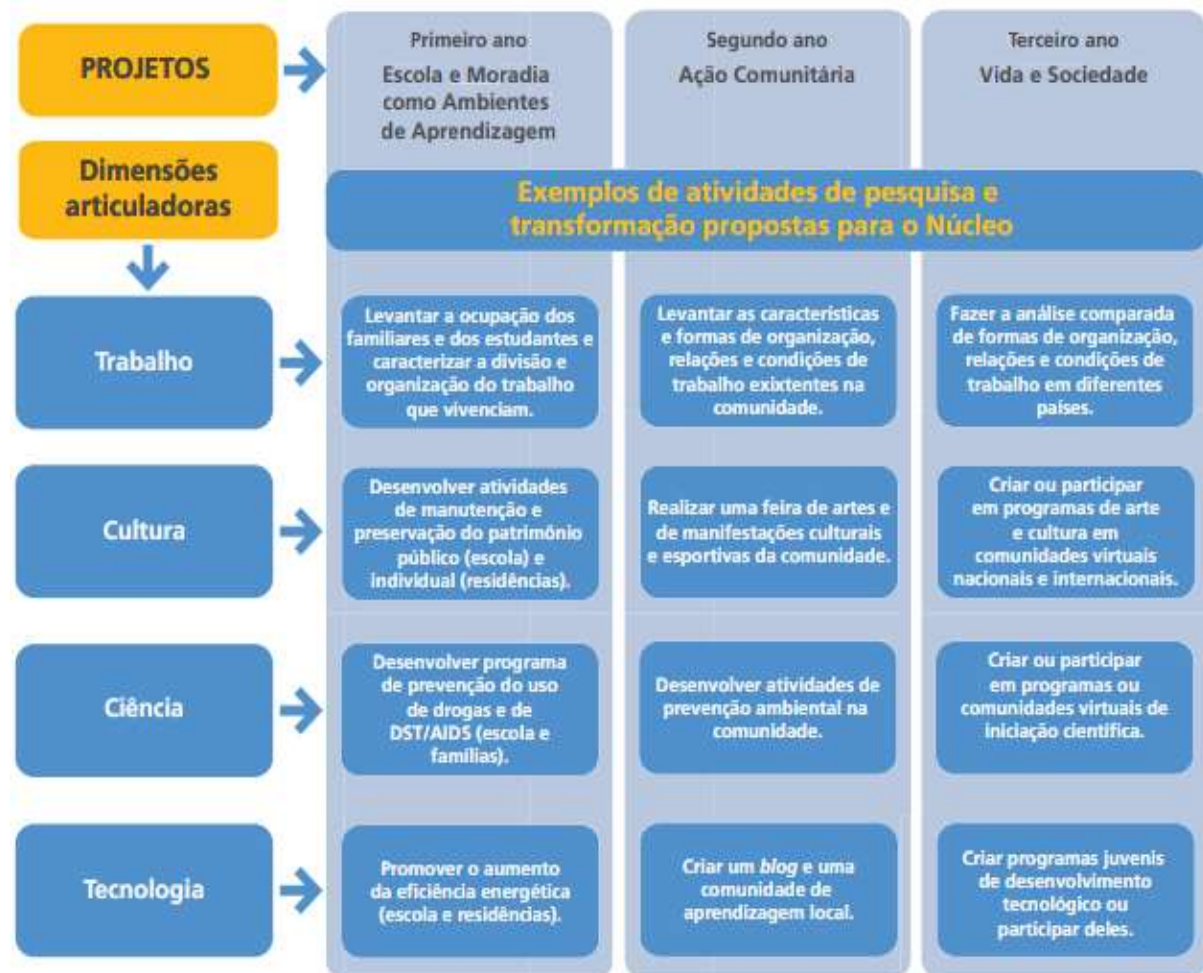 PROJETOS
Primeiro ano
Escola e Moradia
como Ambientes
de Aprendizagem
Segundo ano
Ação Comunitária
Terceiro ano
Vida e Sociedade
Dimensões
articuladoras
Exemplos de atividades de pesquisa e
transformação propostas para o Núcleo
Trabalho
Levantar a ocupação dos
familiares e dos estudantes e
caracterizar a divisão e
organização do trabalho
que vivenciam.
Levantar as características
e formas de organização,
relações e condições de
trabalho exixtentes na
comunidade.
Fazer a análise comparada
de formas de organização,
relações e condições de
trabalho em diferentes
países.
Cultura
Desenvolver atividades
de manutenção e
preservação do patrimônio
público (escola) e
individual (residências).
Realizar uma feira de artes e
de manifestações culturais
e esportivas da comunidade.
Criar ou participar
em programas de arte
e cultura em
comunidades virtuais
nacionais e internacionais.
Ciência
Desenvolver programa
de prevenção do uso
de drogas e de
DST/AIDS (escola e
famílias).
Desenvolver atividades de
prevenção ambiental na
comunidade.
Criar ou participar
em programas ou
comunidades virtuais de
iniciação científica.
Tecnologia
Promover o aumento
da eficiência energética
(escola e residências).
Criar um blog e uma
comunidade de
aprendizagem local.
Criar programas juvenis
de desenvolvimento
tecnológico ou
participar deles.